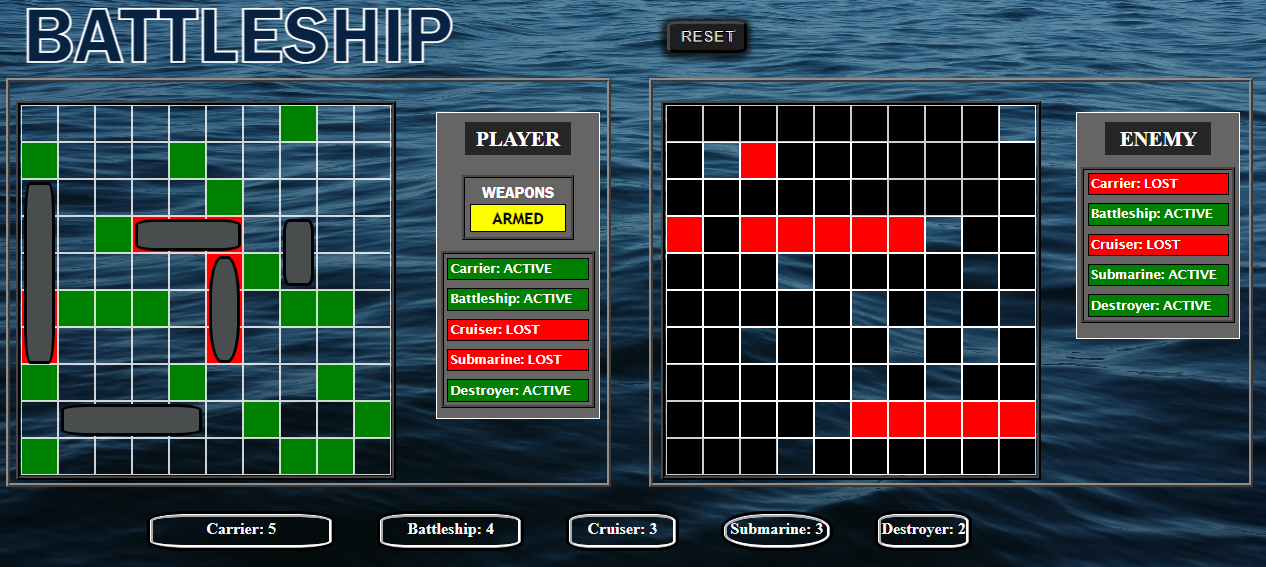 BATTLESHIP
RESET
PLAYER
WEAPONS
ARMED
Carrier: ACTIVE
Battleship: ACTIVE
Cruiser: LOST
Submarine: LOST
Destroyer: ACTIVE
ENEMY
Carrier: LOST
Battleship: ACTIVE
Cruiser: LOST
Submarine: ACTIVE
Destroyer: ACTIVE
Carrier: 5
Battleship: 4
Cruiser: 3
Submarine: 3
Destroyer: 2